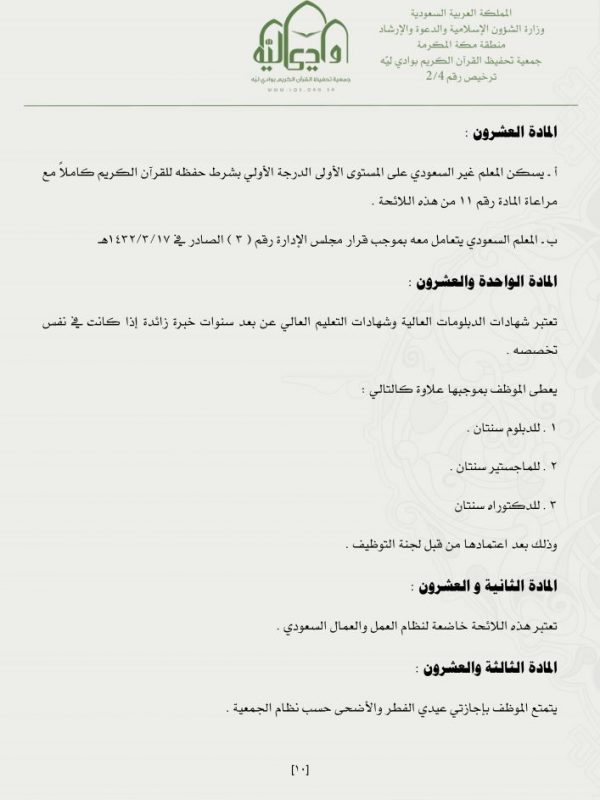 المملكة العربية السعودية
وزارة الشؤون الإسلامية والدعوة والإرشاد
منطقة مكة المكرمة
جمعية تحفيظ القرآن الكريم بوادي ليّه
ترخيص رقم 2/4
وادي ليّه
جمعية تحفيظ القرآن الكريم بوادي ليه
WWW.IQS.ORG.SA
المادة العشرون :
أ ـ يسكن المعلم غير السعودي على المستوى الأولى الدرجة الأولي بشرط حفظه للقرآن الكريم كاملاً مع
مراعاة المادة رقم ١١ من هذه اللائحة .
ب ـ المعلم السعودي يتعامل معه بموجب قرار مجلس الإدارة رقم ( ٣ ) الصادر في ١٤٣٢/٣/١٧هـ
المادة الواحدة والعشرون :
تعتبر شهادات الدبلومات العالية وشهادات التعليم العالي عن بعد سنوات خبرة زائدة إذا كانت في نفس
تخصصه .
يعطى الموظف بموجبها علاوة كالتالي :
١ . للدبلوم سنتان .
٢ . للماجستير سنتان .
٣ . للدكتوراه سنتان
وذلك بعد اعتمادها من قبل لجنة التوظيف .
المادة الثانية و العشرون :
تعتبر هذه اللائحة خاضعة لنظام العمل والعمال السعودي .
المادة الثالثة والعشرون :
يتمتع الموظف بإجازتي عيدي الفطر والأضحى حسب نظام الجمعية .
[١٠]